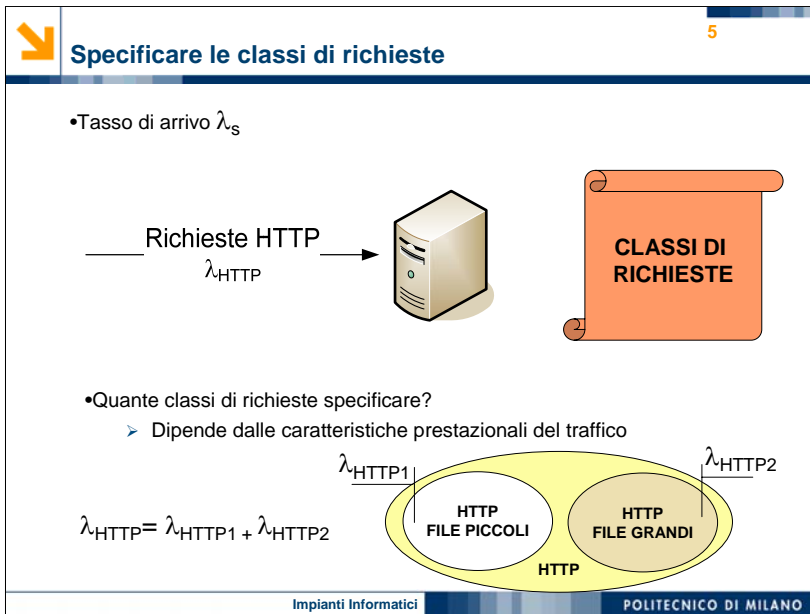 5
Specificare le classi di richieste
•Tasso di arrivo λs
Richieste HTTP
λHTTP
CLASSI DI
RICHIESTE
•Quante classi di richieste specificare?
➢ Dipende dalle caratteristiche prestazionali del traffico
λHTTP1
λHTTP2
HTTP
FILE PICCOLI
HTTP
FILE GRANDI
HTTP
λHTTP= λHTTP1 + λHTTP2
Impianti Informatici
POLITECNICO DI MILANO